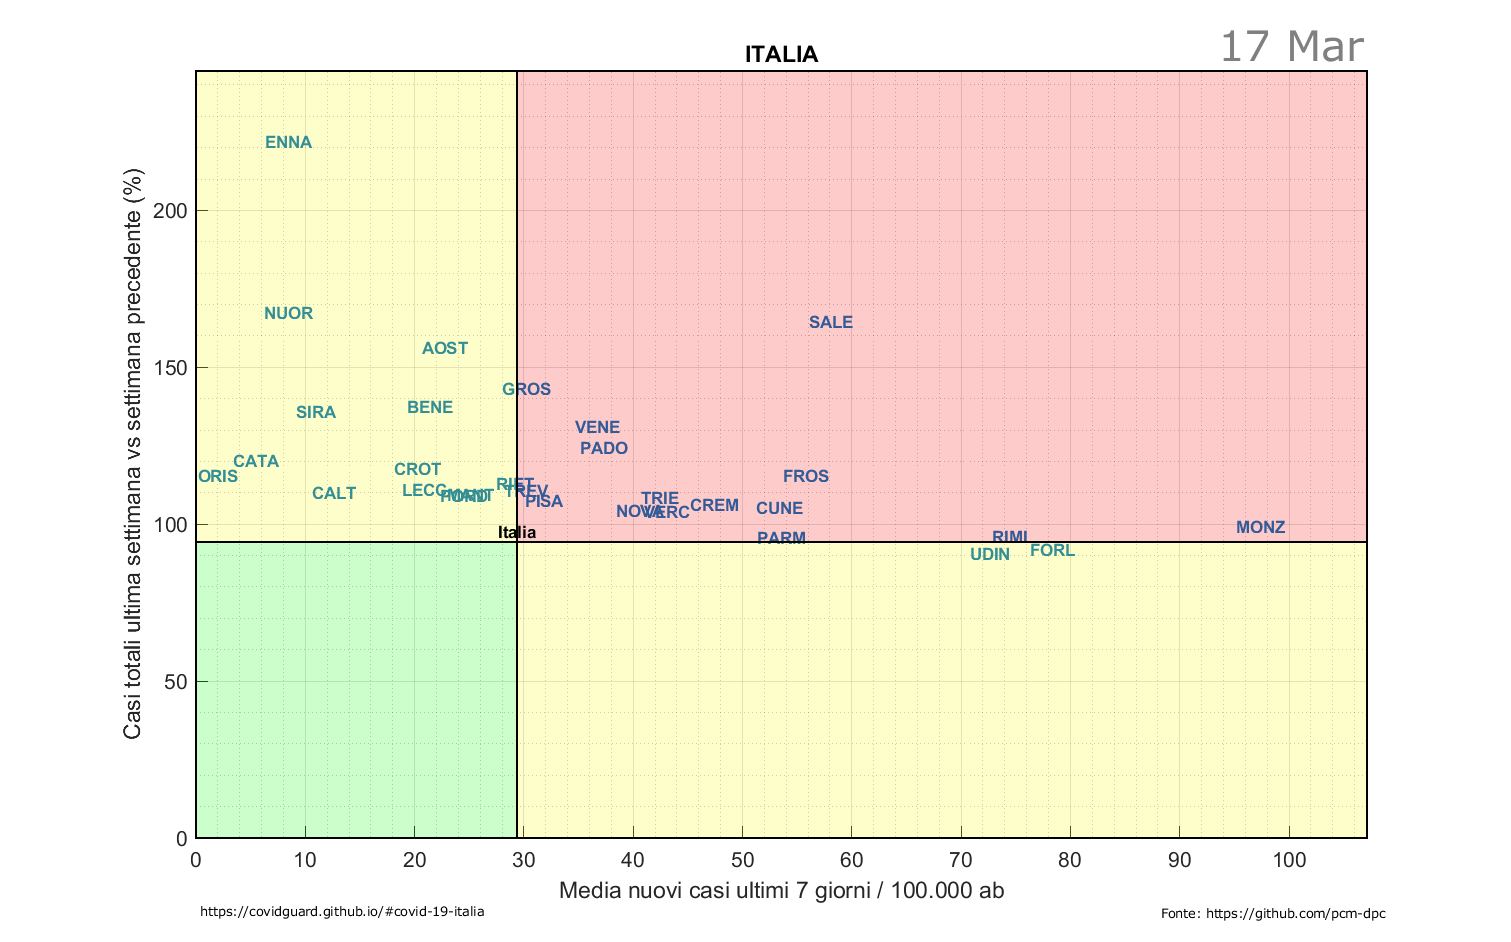 17 Mar
ITALIA
Casi totali ultima settimana vs settimana precedente (%)
200
150
100
50
0
ENNA
NUOR
SALE
AOST
GROS
BENE
SIRA
VENE
PADO
CATA
CROT
ORIS
FROS
RIET
LECC
TREV
CALT
MANT
PORD
PISA
TRIE
CREM
CUNE
NOVA
VERC
MONZ
Italia
PARM
RIMI
FORL
UDIN
0
10
20
30
40
50
60
70
80
90
100
Media nuovi casi ultimi 7 giorni / 100.000 ab
https://covidguard.github.io/#covid-19-italia
Fonte: https://github.com/pcm-dpc